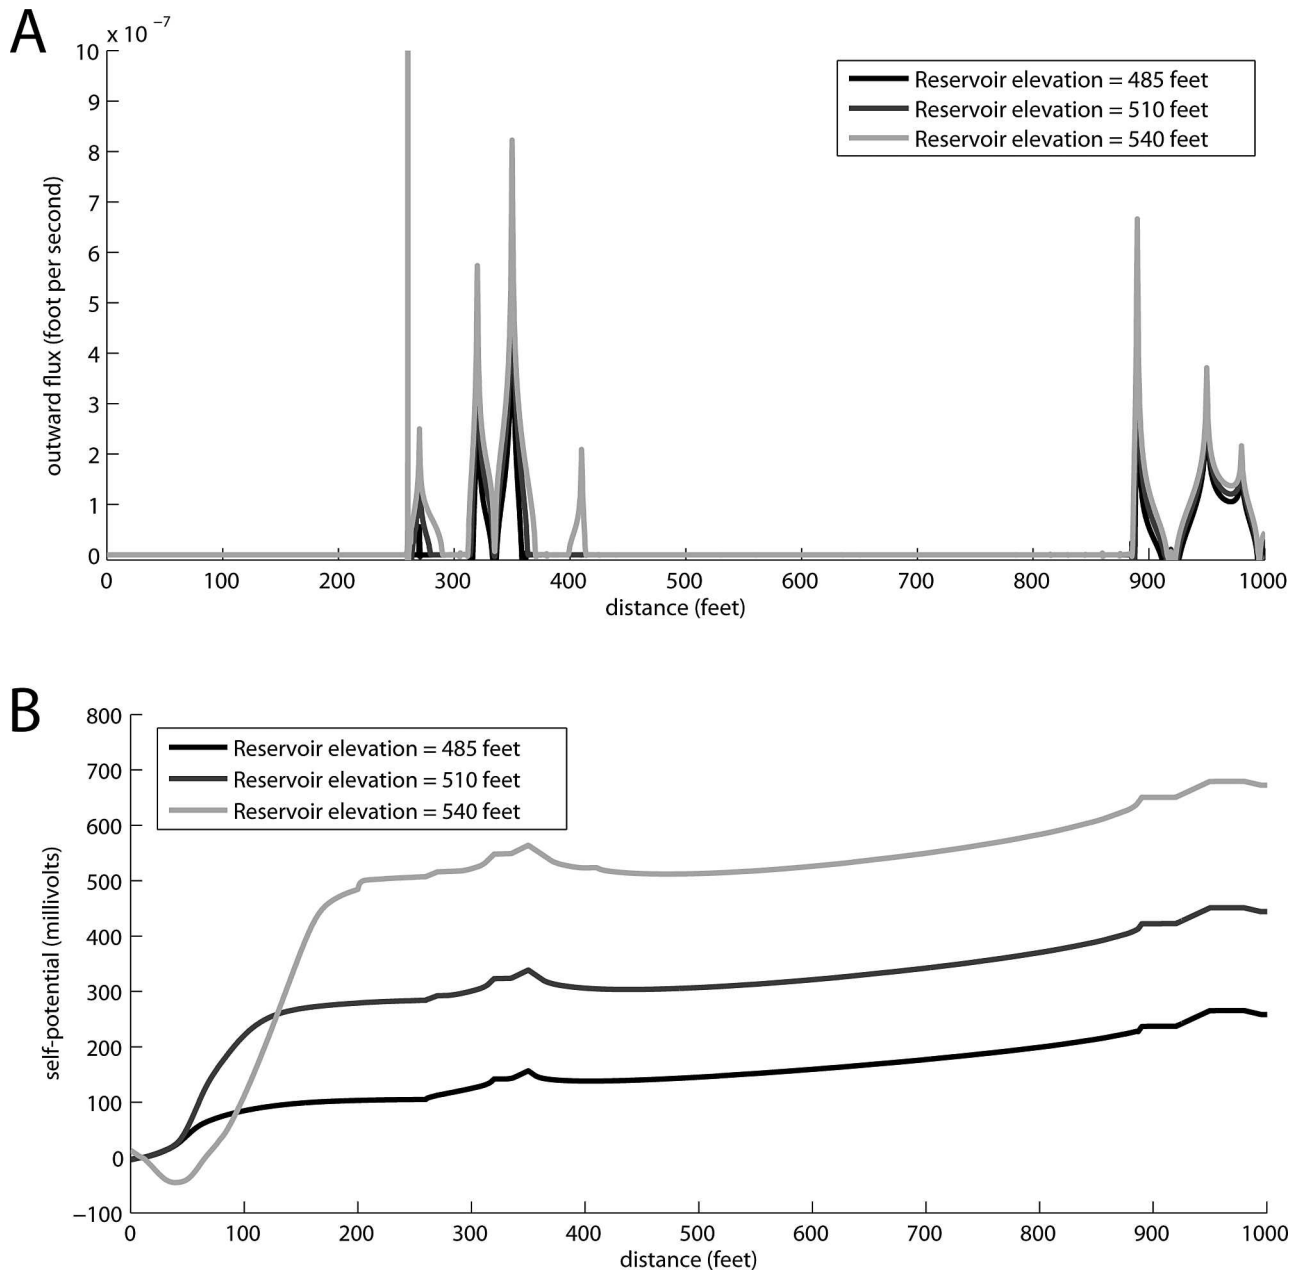 A
x 10 −7
10
9
8
7
6
5
4
3
2
1
0
outward flux (foot per second)
Reservoir elevation = 485 feet
Reservoir elevation = 510 feet
Reservoir elevation = 540 feet
0 100 200 300 400 500 600 700 800 900 1000
distance (feet)
B
800
700
600
500
400
300
200
100
0
−100
self-potential (millivolts)
Reservoir elevation = 485 feet
Reservoir elevation = 510 feet
Reservoir elevation = 540 feet
0 100 200 300 400 500 600 700 800 900 1000
distance (feet)